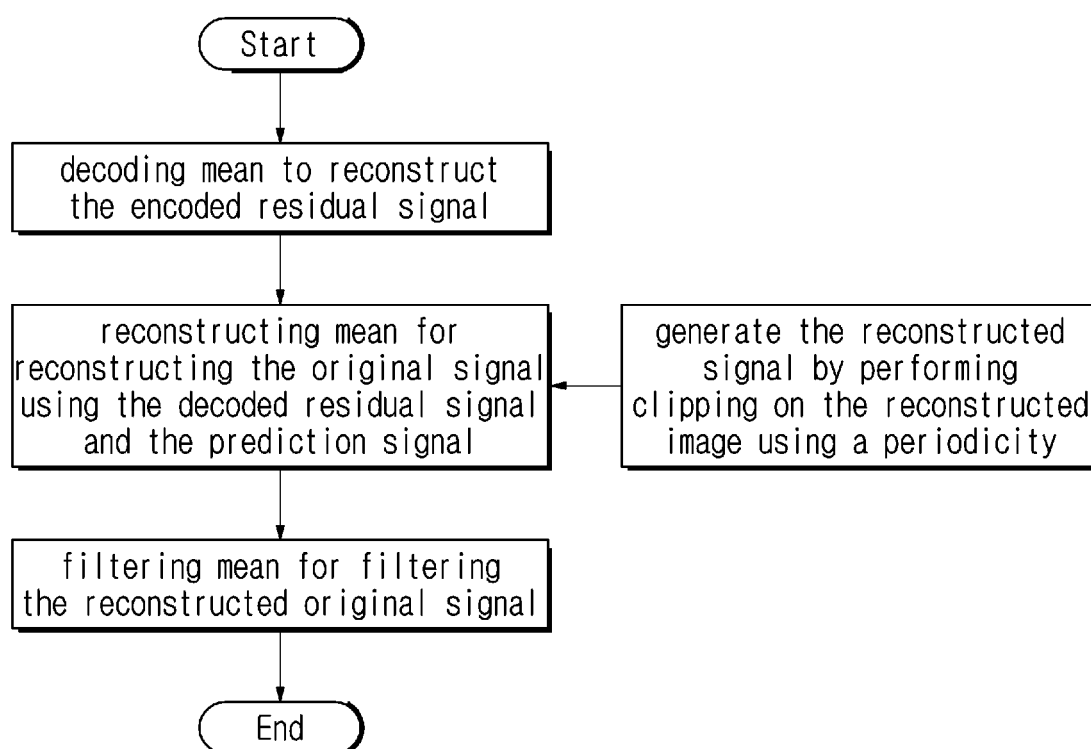 Start
decoding mean to reconstruct
the encoded residual signal
reconstructing mean for
reconstructing the original signal
using the decoded residual signal
and the prediction signal
generate the reconstructed
signal by performing
clipping on the reconstructed
image using a periodicity
filtering mean for filtering
the reconstructed original signal
End